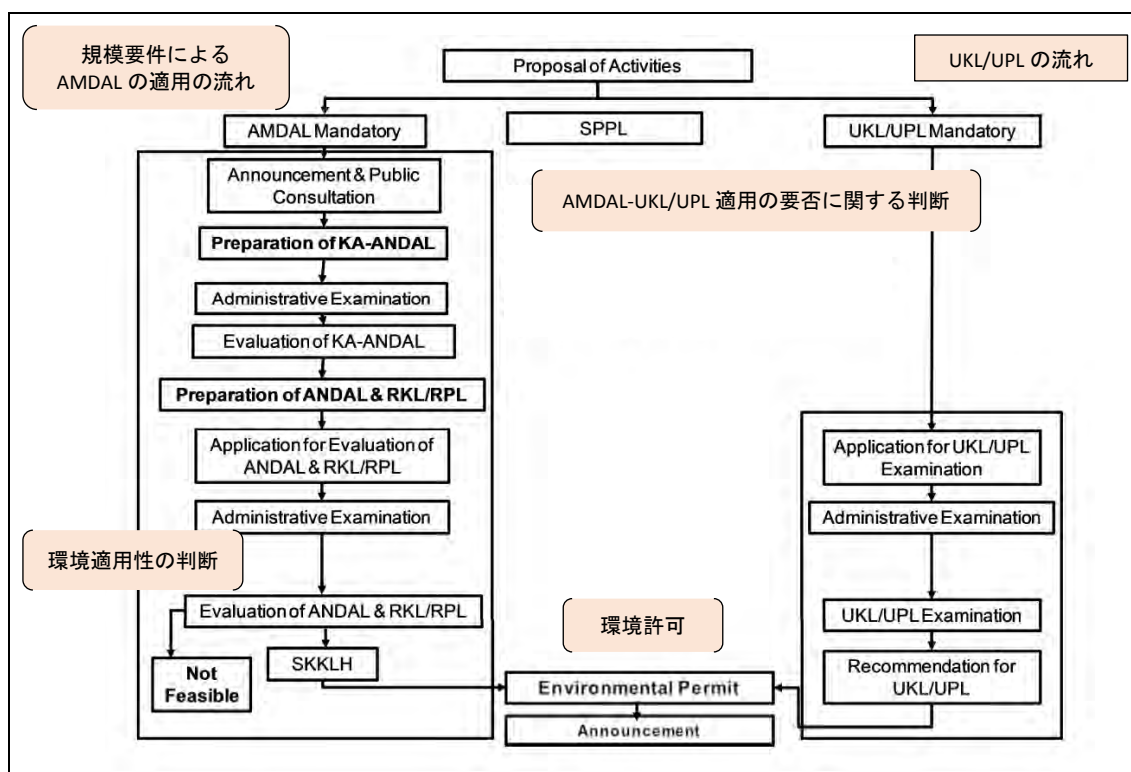 規模要件による
AMDAL の適用の流れ
Proposal of Activities
UKL/UPL の流れ
AMDAL Mandatory
SPPL
UKL/UPL Mandatory
Announcement & Public
Consultation
AMDAL-UKL/UPL 適用の要否に関する判断
Preparation of KA-ANDAL
Administrative Examination
Evaluation of KA-ANDAL
Preparation of ANDAL & RKL/RPL
Application for Evaluation of
ANDAL & RKL/RPL
Administrative Examination
環境適用性の判断
Evaluation of ANDAL & RKL/RPL
Not
Feasible
SKKLH
環境許可
Environmental Permit
Announcement
Application for UKL/UPL
Examination
Administrative Examination
UKL/UPL Examination
Recommendation for
UKL/UPL